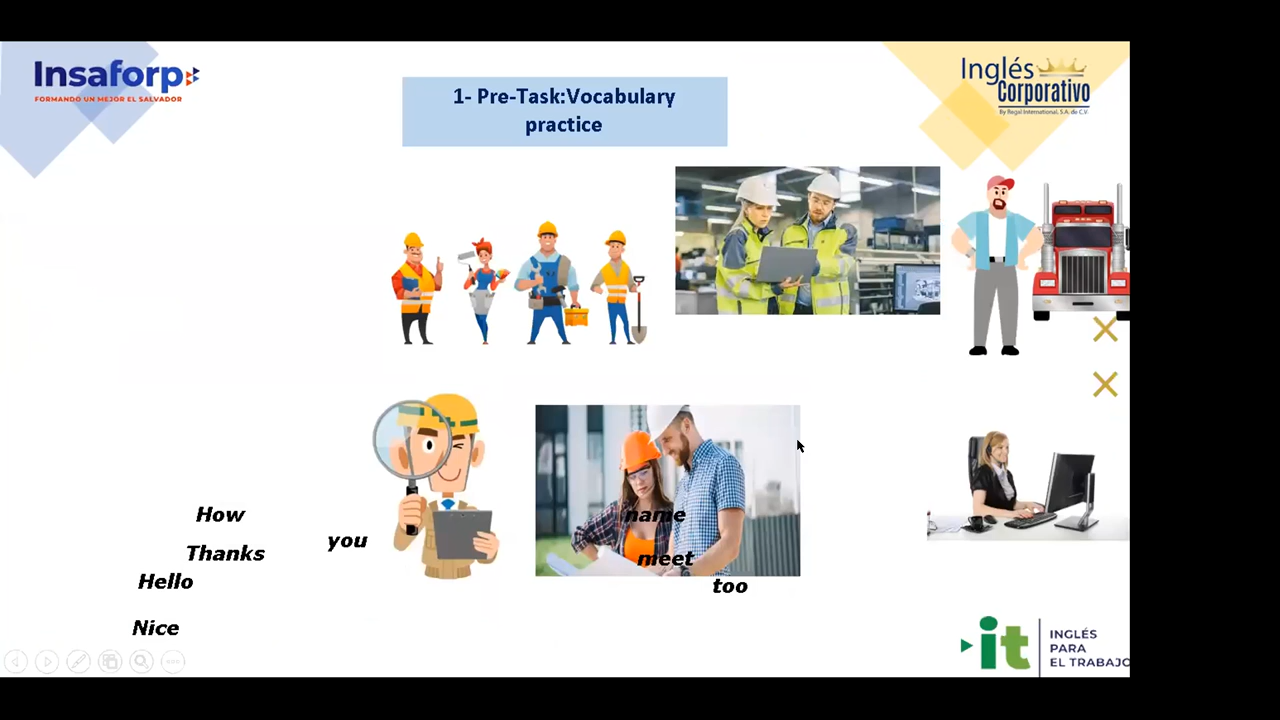 Insaforp
FORMANDO UN MEJOR EL SALVADOR
Inglés
Corporativo
By Regal International, S.A. de C.V.
1- Pre-Task:Vocabulary
practice
How
name
you
Thanks
meet
Hello
too
Nice
it
INGLÉS
PARA
EL TRABAJO